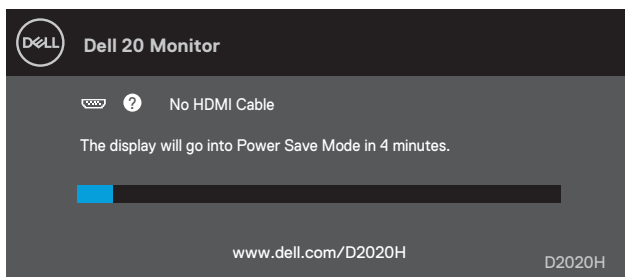 DELL
Dell 20 Monitor
? No HDMI Cable
The display will go into Power Save Mode in 4 minutes.
www.dell.com/D2020H
D2020H